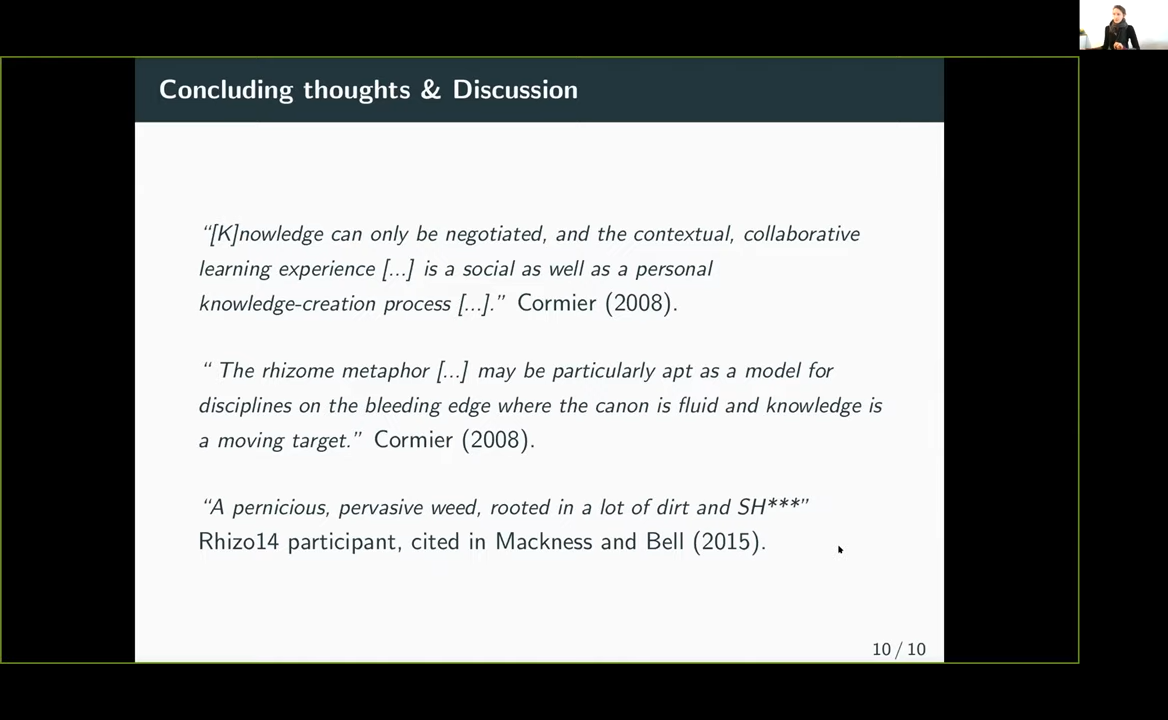 Concluding thoughts & Discussion
“[K]nowledge can only be negotiated, and the contextual, collaborative
learning experience [...] is a social as well as a personal
knowledge-creation process [...].” Cormier (2008).
“ The rhizome metaphor [...] may be particularly apt as a model for
disciplines on the bleeding edge where the canon is fluid and knowledge is
a moving target.” Cormier (2008).
“A pernicious, pervasive weed, rooted in a lot of dirt and SH***”
Rhizo14 participant, cited in Mackness and Bell (2015).
10 / 10